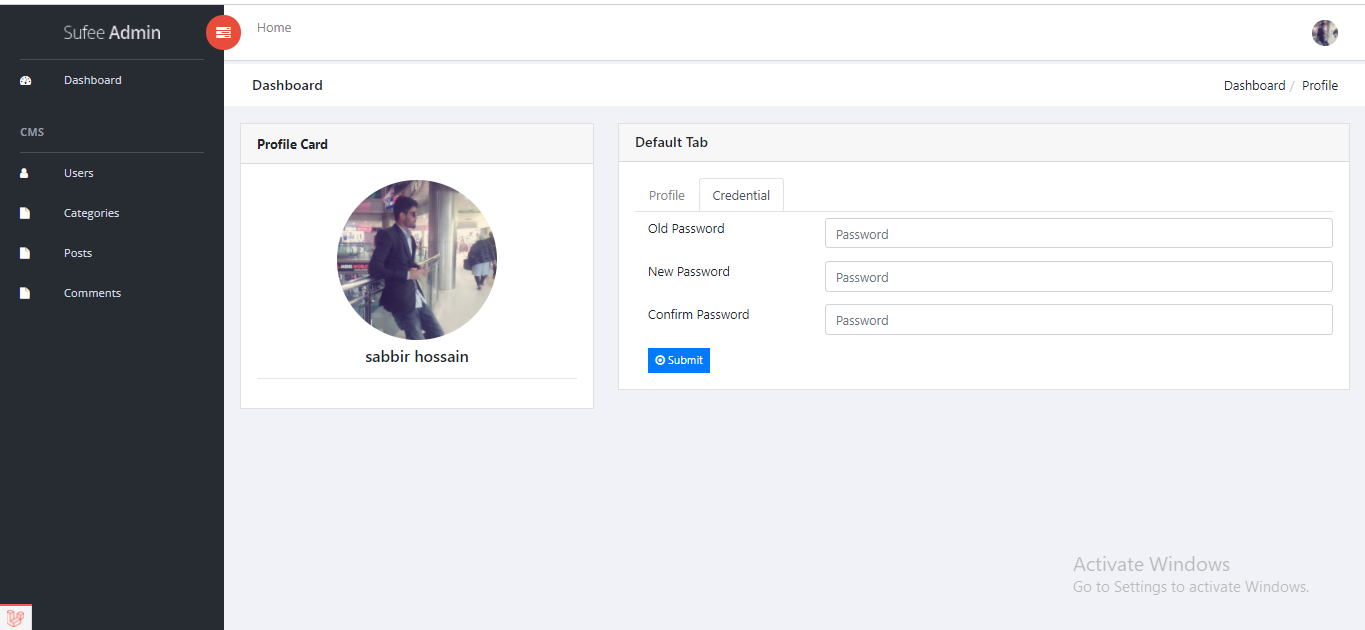 Sufee Admin
Home
Dashboard
Dashboard
Dashboard / Profile
CMS
Users
Categories
Posts
Comments
Profile Card
sabbir hossain
Default Tab
Profile
Credential
Old Password
Password
New Password
Password
Confirm Password
Password
Submit
Activate Windows
Go to Settings to activate Windows.